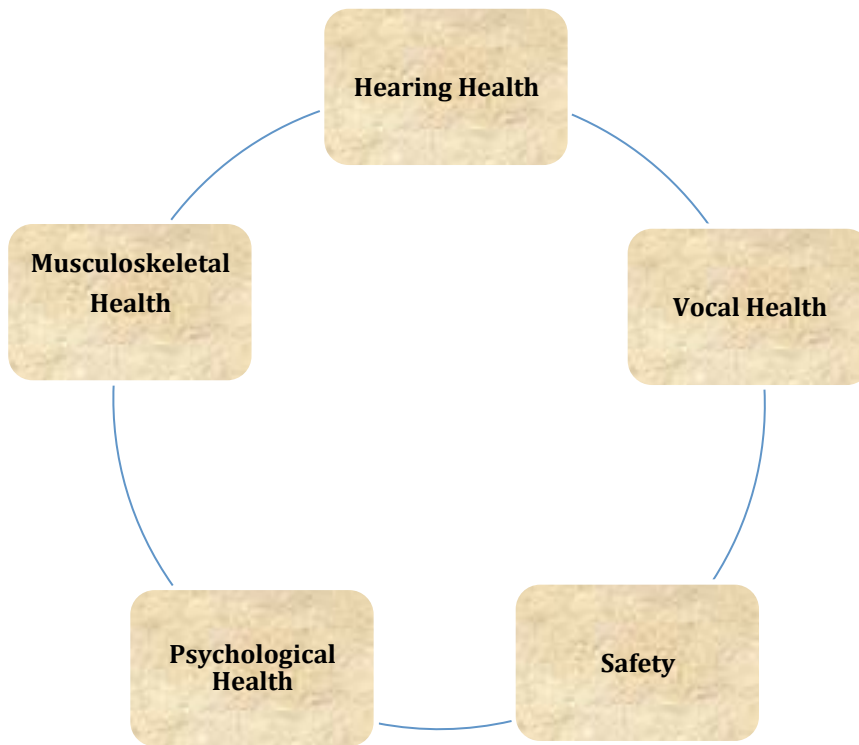 Hearing Health
Musculoskeletal
Health
Vocal Health
Psychological
Health
Safety